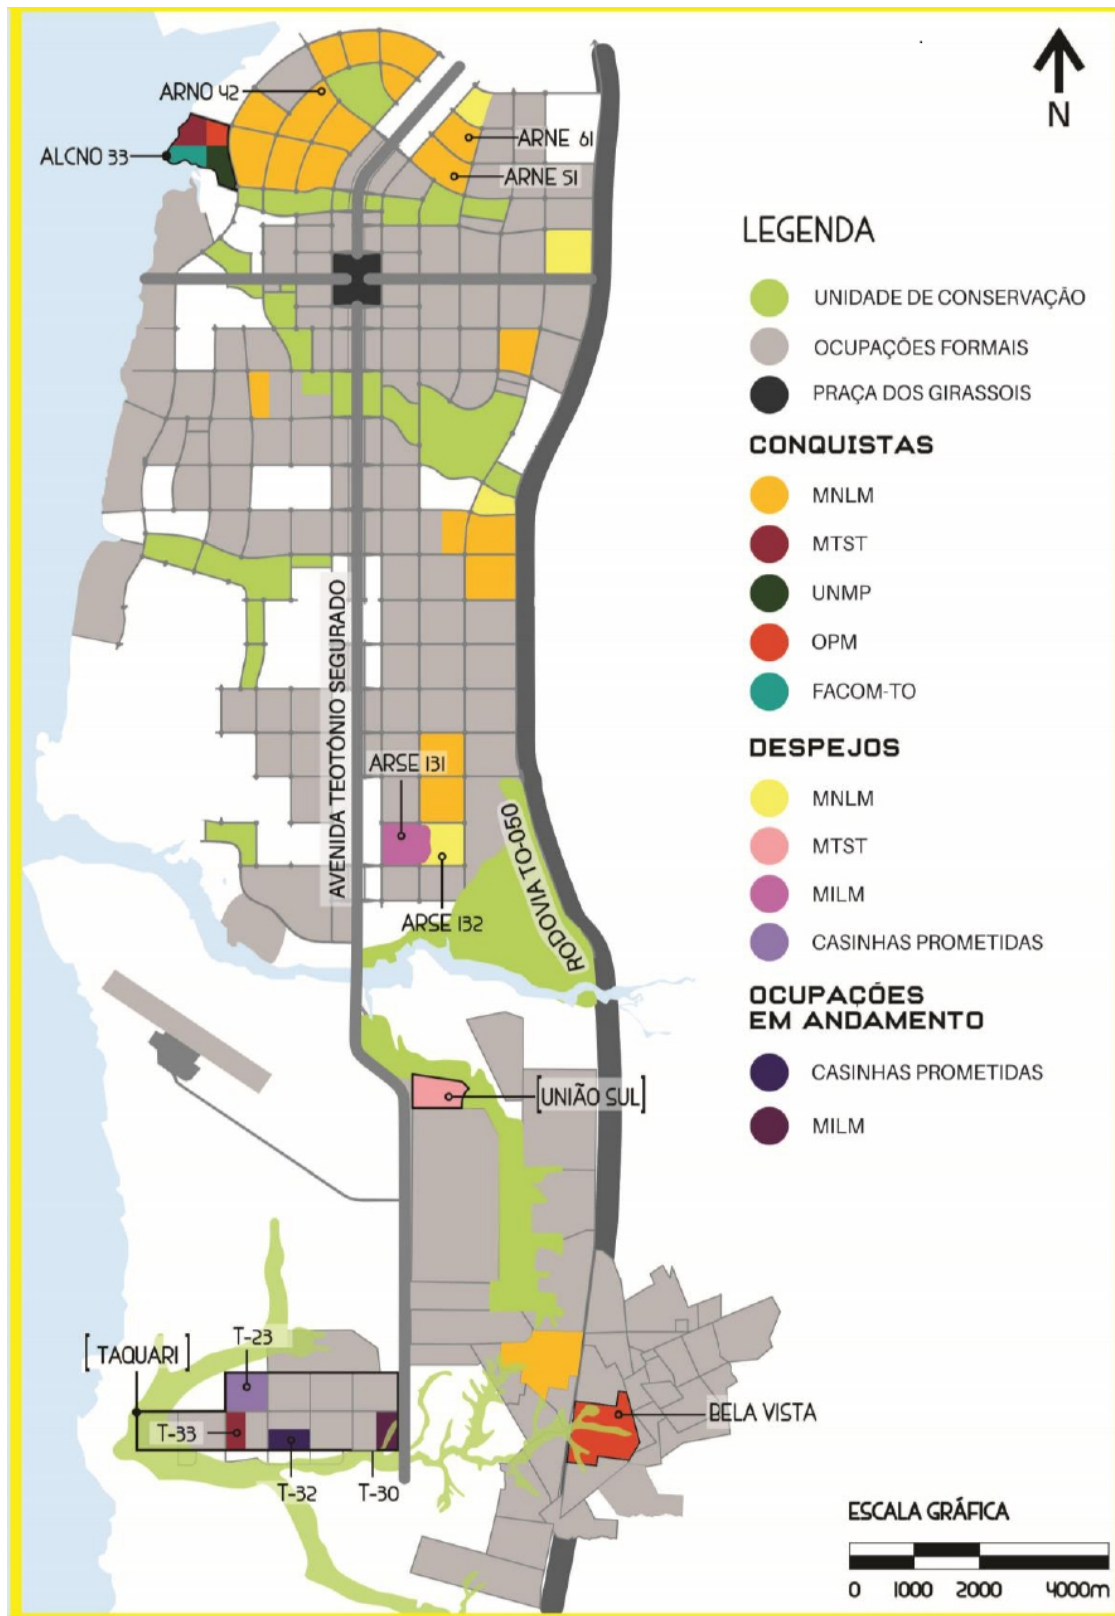 N
ARNO 42
ALCNO 33
ARNE 61
ARNE 51
LEGENDA
UNIDADE DE CONSERVAÇÃO
OCUPAÇÕES FORMAIS
PRAÇA DOS GIRASSOIS
CONQUISTAS
MNLM
MTST
UNMP
OPM
FACOM-TO
DESPEJOS
MNLM
MTST
MILM
CASINHAS PROMETIDAS
OCUPAÇÕES
EM ANDAMENTO
CASINHAS PROMETIDAS
MILM
AVENIDA TEOTÔNIO SEGURADO
ARSE 131
ARSE 132
RODOVIA TO-050
[UNIÃO SUL]
[TAQUARI]
T-23
T-33
T-32
T-30
BELA VISTA
ESCALA GRÁFICA
0 1000 2000 4000m